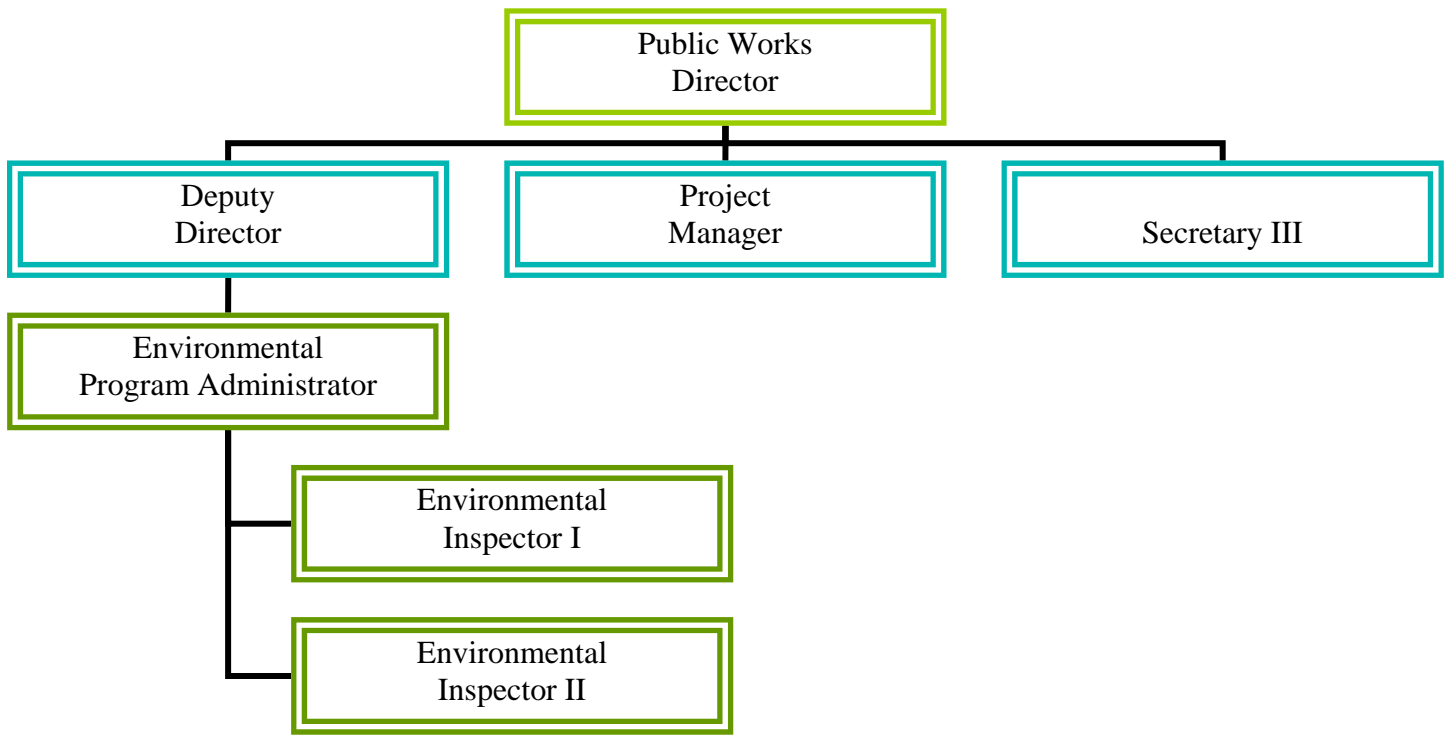 Public Works
Director
Deputy
Director
Project
Manager
Secretary III
Environmental
Program Administrator
Environmental
Inspector I
Environmental
Inspector II